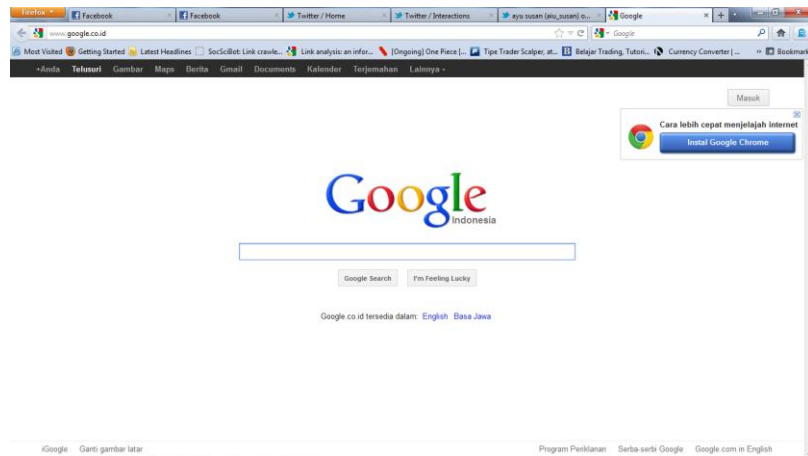 Firefox
Facebook
Facebook
Twitter / Home
Twitter / Interactions
ayu susan (aiu_susan) o...
Google
www.google.co.id
Google
Most Visited Getting Started Latest Headlines SocSciBot: Link crawle... Link analysis: an infor... [Ongoing] One Piece [... Tipe Trader Scalper, at... Belajar Trading, Tutori... Currency Converter | ... Bookmark
+Anda Telusuri Gambar Maps Berita Gmail Documents Kalender Terjemahan Lainnya
Masuk
Cara lebih cepat menjelajah internet
Instal Google Chrome
Google
Indonesia
Google Search I'm Feeling Lucky
Google.co.id tersedia dalam: English Basa Jawa
iGoogle Ganti gambar latar Program Periklanan Serba-serbi Google Google.com in English